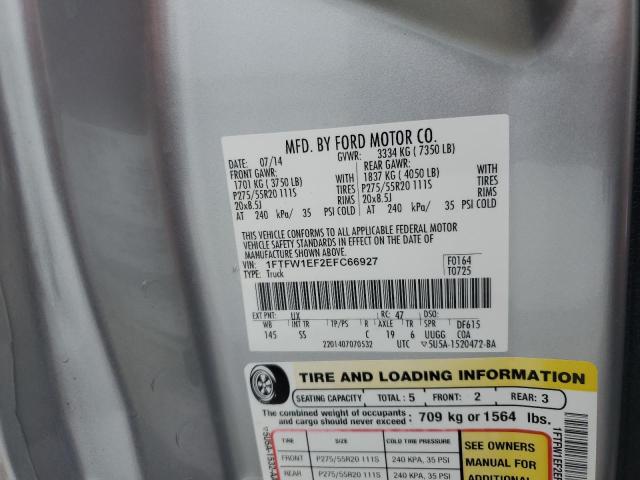 MFD. BY FORD MOTOR CO.
DATE: 07/14 GVWR: 3334 KG ( 7350 LB)
FRONT GAWR: REAR GAWR:
1701 KG ( 3750 LB) WITH 1837 KG ( 4050 LB) WITH
P275/55R20 111S TIRES P275/55R20 111S TIRES
20x8.5J RIMS 20x8.5J RIMS
AT 240 kPa/ 35 PSI COLD AT 240 kPa/ 35 PSI COLD
THIS VEHICLE CONFORMS TO ALL APPLICABLE FEDERAL MOTOR
VEHICLE SAFETY STANDARDS IN EFFECT ON THE DATE OF
MANUFACTURE SHOWN ABOVE.
VIN: 1FTFW1EF2EFC66927 F0164
TYPE: Truck T0725
EXT PNT: UX RC: 47 DSO:
WB INT TR TP/PS R AXLE TR SPR DF615
145 SS C 19 6 UUGG COA
2201407070532 UTC 5U5A-1520472-BA
TIRE AND LOADING INFORMATION
SEATING CAPACITY TOTAL : 5 FRONT: 2 REAR: 3
The combined weight of occupants
and cargo should never exceed : 709 kg or 1564 lbs.
TIRE SIZE COLD TIRE PRESSURE
FRONT P275/55R20 111S 240 KPA, 35 PSI
REAR P275/55R20 111S 240 KPA, 35 PSI
SEE OWNERS
MANUAL FOR
ADDITIONAL